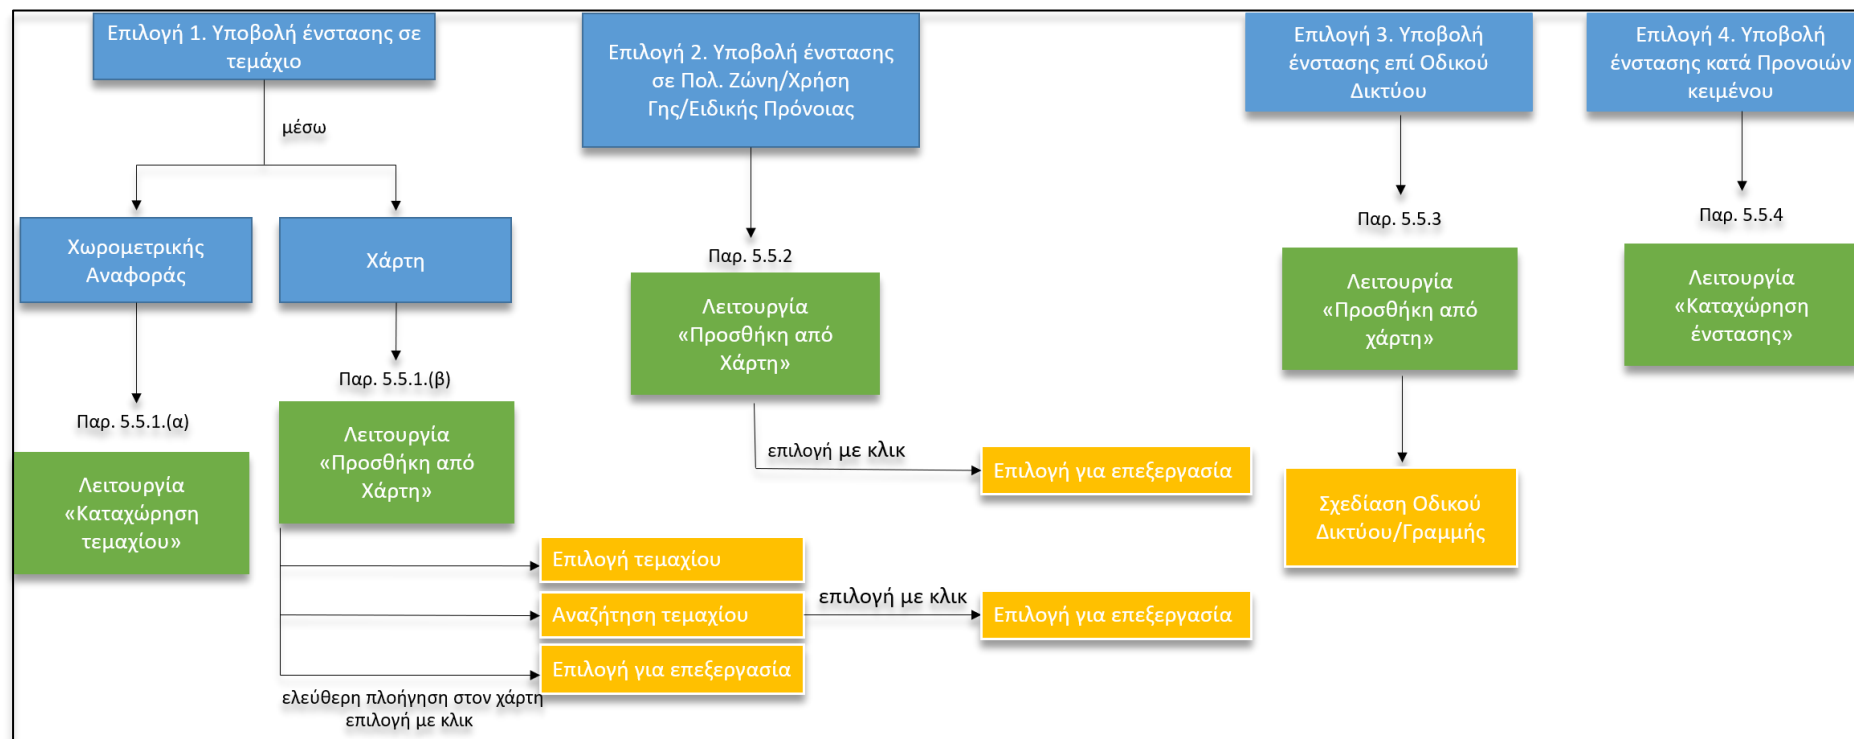 Επιλογή 1. Υποβολή ένστασης σε
τεμάχιο
μέσω
Χωρομετρικής
Αναφοράς
Χάρτη
Παρ. 5.5.1.(α)
Λειτουργία
«Καταχώρηση
τεμαχίου»
Παρ. 5.5.1.(β)
Λειτουργία
«Προσθήκη από
Χάρτη»
Επιλογή τεμαχίου
Αναζήτηση τεμαχίου
επιλογή με κλικ
Επιλογή για επεξεργασία
Επιλογή για επεξεργασία
ελεύθερη πλοήγηση στον χάρτη
επιλογή με κλικ
Επιλογή 2. Υποβολή ένστασης
σε Πολ. Ζώνη/Χρήση
Γης/Ειδικής Πρόνοιας
Παρ. 5.5.2
Λειτουργία
«Προσθήκη από
Χάρτη»
επιλογή με κλικ
Επιλογή για επεξεργασία
Επιλογή 3. Υποβολή
ένστασης επί Οδικού
Δικτύου
Παρ. 5.5.3
Λειτουργία
«Προσθήκη από
χάρτη»
Σχεδίαση Οδικού
Δικτύου/Γραμμής
Επιλογή 4. Υποβολή
ένστασης κατά Προνοιών
κειμένου
Παρ. 5.5.4
Λειτουργία
«Καταχώρηση
ένστασης»